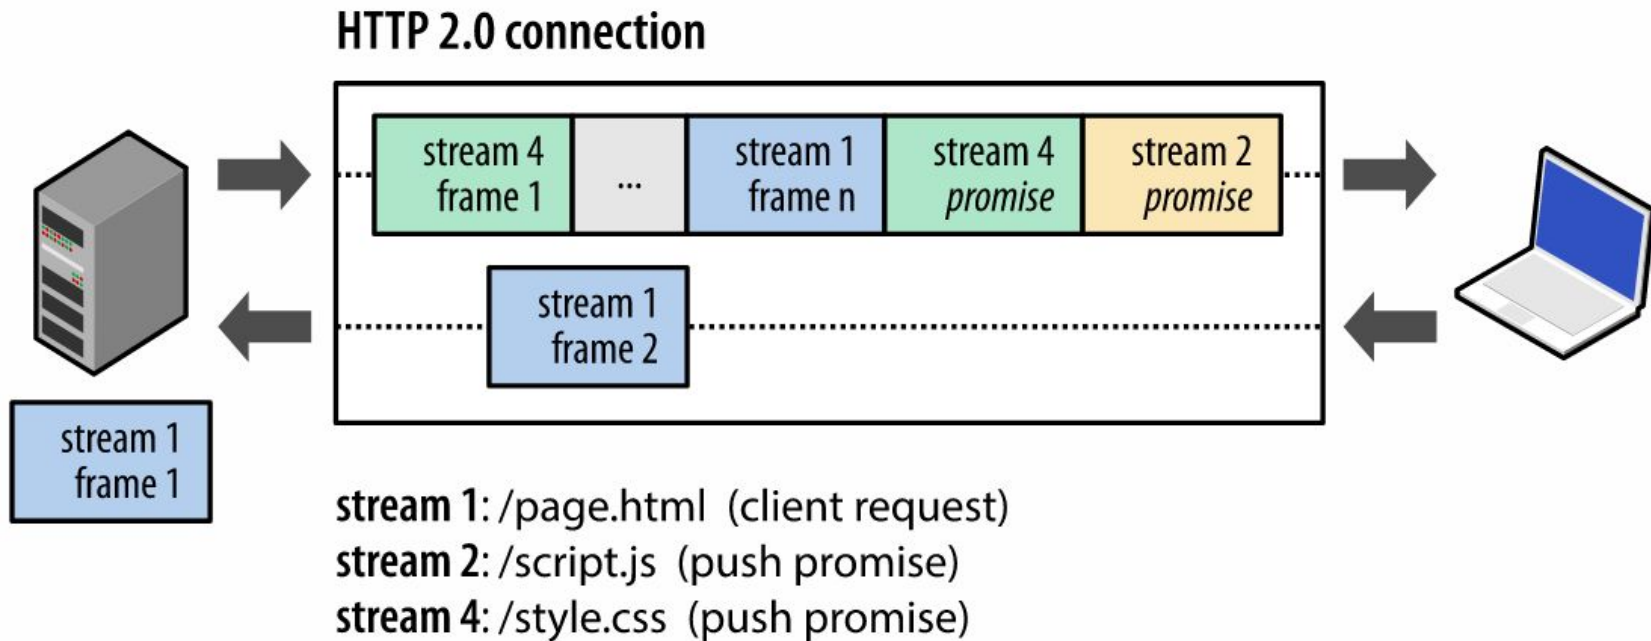 HTTP 2.0 connection
stream 4
frame 1
...
stream 1
frame n
stream 4
promise
stream 2
promise
stream 1
frame 2
stream 1
frame 1
stream 1: /page.html (client request)
stream 2: /script.js (push promise)
stream 4: /style.css (push promise)